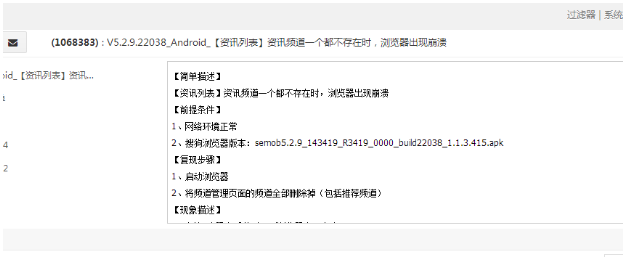 过滤器 | 系统
(1068383) : V5.2.9.22038_Android_【资讯列表】资讯频道一个都不存在时，浏览器出现崩溃
oid_【资讯列表】资讯...
【简单描述】
【资讯列表】资讯频道一个都不存在时，浏览器出现崩溃
【前提条件】
1、网络环境正常
4
2、搜狗浏览器版本：semob5.2.9_143419_R3419_0000_build22038_1.1.3.415.apk
【复现步骤】
2
1、启动浏览器
2、将频道管理页面的频道全部删除掉（包括推荐频道）
【现象描述】